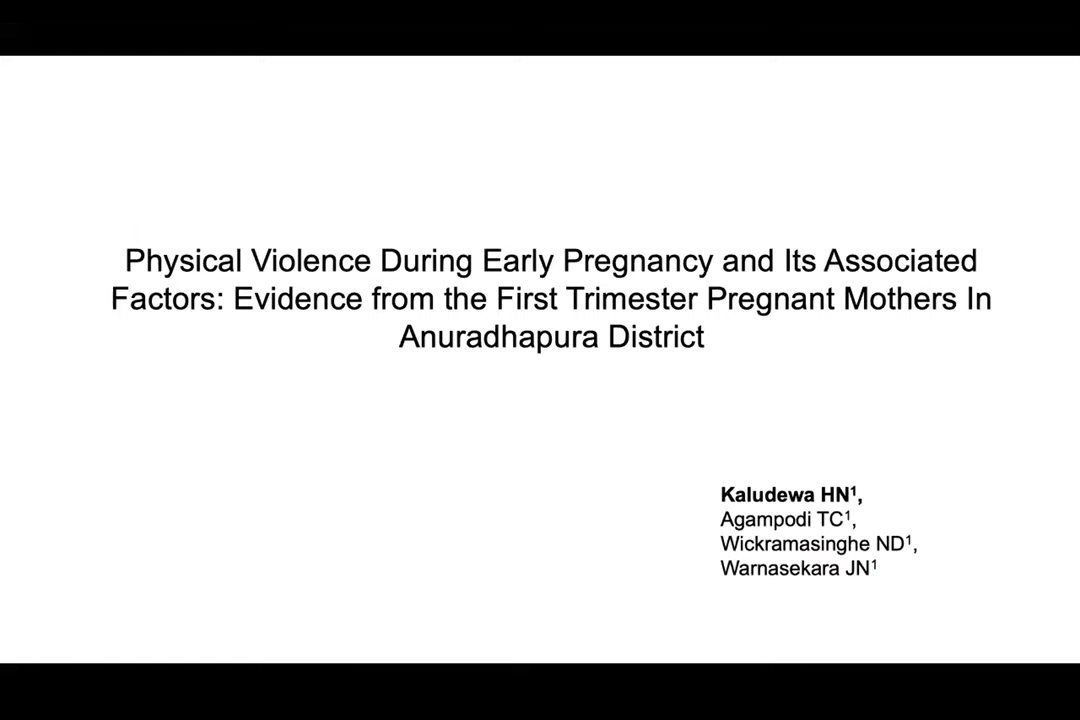 Physical Violence During Early Pregnancy and Its Associated
Factors: Evidence from the First Trimester Pregnant Mothers In
Anuradhapura District
Kaludewa HN¹,
Agampodi TC¹,
Wickramasinghe ND¹,
Warnasekara JN¹